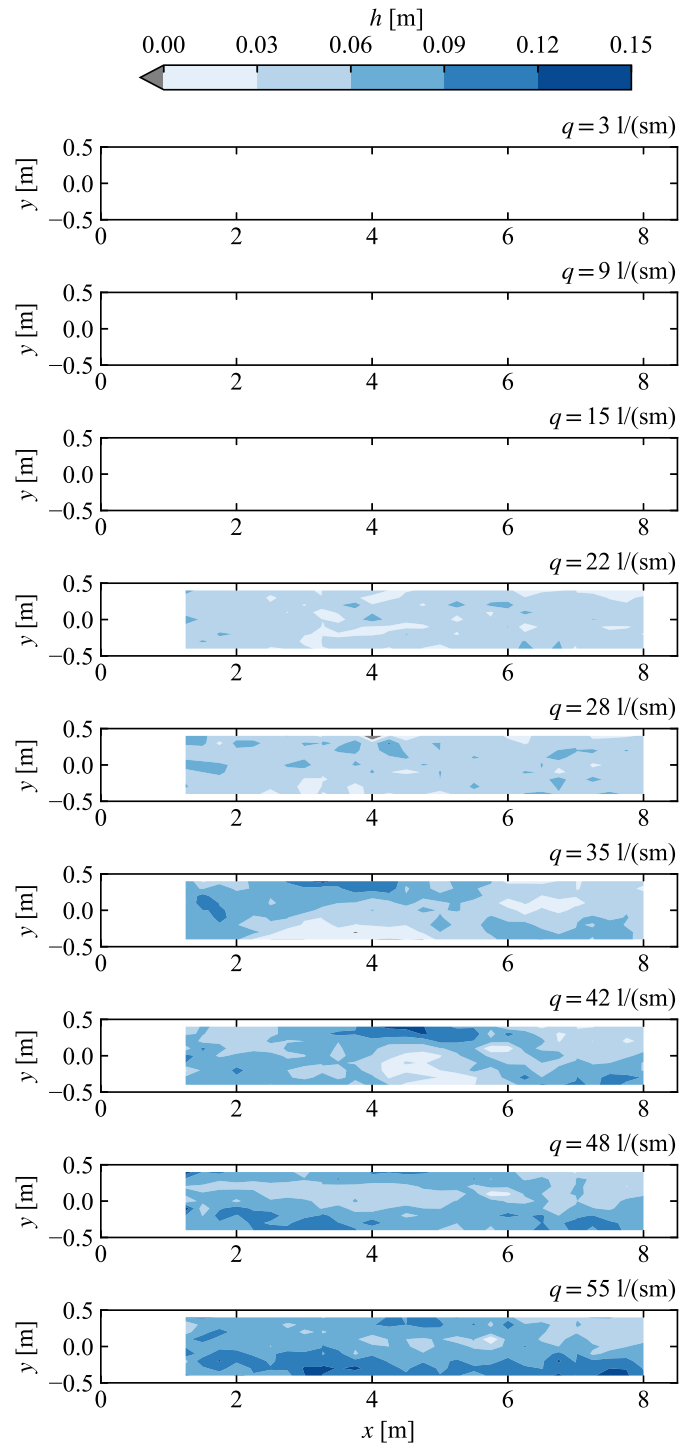 h [m]
0.00 0.03 0.06 0.09 0.12 0.15
q = 3 l/(sm)
0.5
0.0
−0.5
y [m]
0 2 4 6 8
q = 9 l/(sm)
0.5
0.0
−0.5
y [m]
0 2 4 6 8
q = 15 l/(sm)
0.5
0.0
−0.5
y [m]
0 2 4 6 8
q = 22 l/(sm)
0.5
0.0
−0.5
y [m]
0 2 4 6 8
q = 28 l/(sm)
0.5
0.0
−0.5
y [m]
0 2 4 6 8
q = 35 l/(sm)
0.5
0.0
−0.5
y [m]
0 2 4 6 8
q = 42 l/(sm)
0.5
0.0
−0.5
y [m]
0 2 4 6 8
q = 48 l/(sm)
0.5
0.0
−0.5
y [m]
0 2 4 6 8
q = 55 l/(sm)
0.5
0.0
−0.5
y [m]
0 2 4 6 8
x [m]